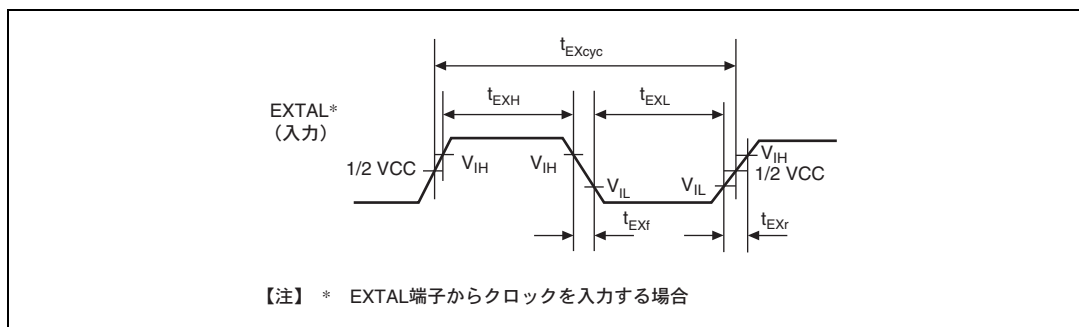 tEXcyc
tEXH
tEXL
EXTAL*
（入力）
1/2 VCC
VIH
VIH
VIL
VIL
VIH
1/2 VCC
tEXf
tEXr
【注】 * EXTAL端子からクロックを入力する場合